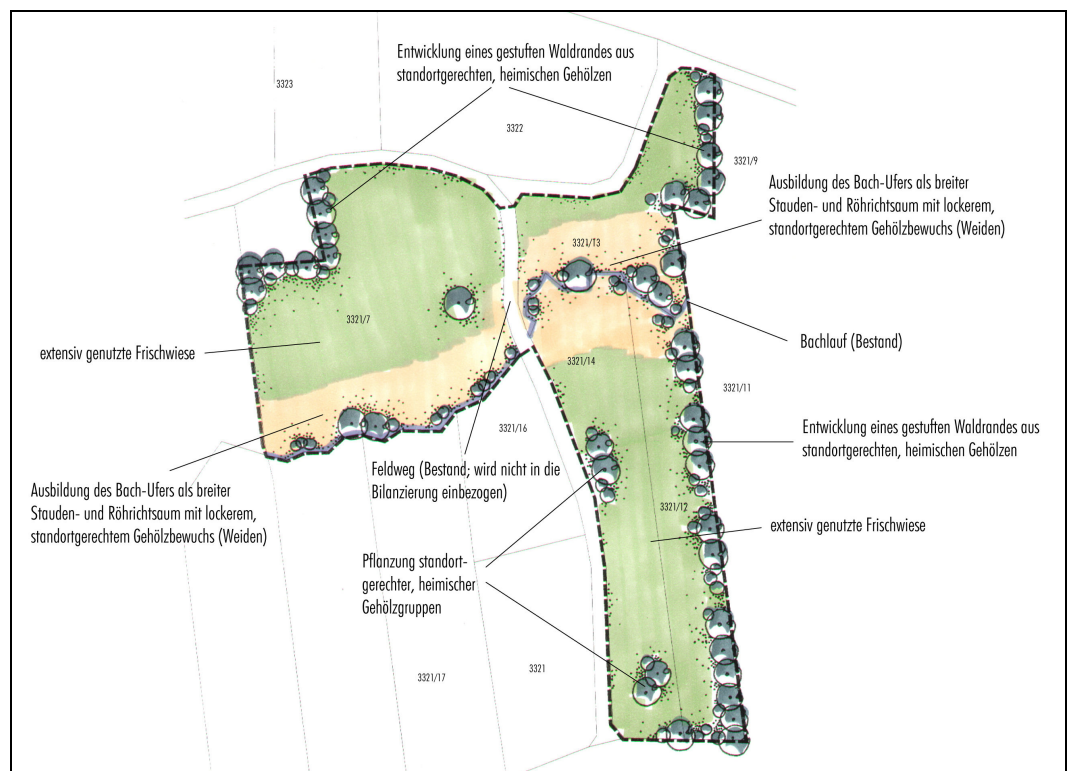 Entwicklung eines gestuften Waldrandes aus
standortgerechten, heimischen Gehölzen
3323
3322
3321/9
Ausbildung des Bach-Ufers als breiter
Stauden- und Röhrichtsaum mit lockerem,
standortgerechtem Gehölzbewuchs (Weiden)
3321/13
3321/7
extensiv genutzte Frischwiese
Bachlauf (Bestand)
3321/14
3321/11
3321/16
Entwicklung eines gestuften Waldrandes aus
standortgerechten, heimischen Gehölzen
Feldweg (Bestand; wird nicht in die
Bilanzierung einbezogen)
Ausbildung des Bach-Ufers als breiter
Stauden- und Röhrichtsaum mit lockerem,
standortgerechtem Gehölzbewuchs (Weiden)
3321/12
extensiv genutzte Frischwiese
Pflanzung standort-
gerechter, heimischer
Gehölzgruppen
3321/17
3321